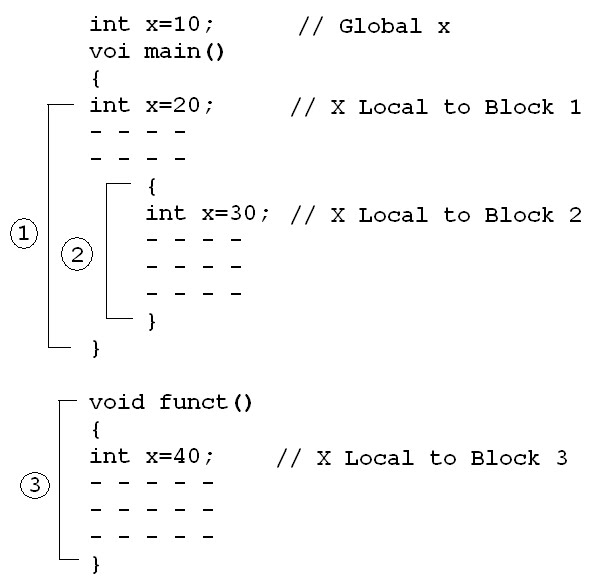 int x=10; // Global x
voi main()
{
int x=20; // X Local to Block 1
- - - -
- - - -
{
int x=30; // X Local to Block 2
1
2
- - - -
- - - -
- - - -
}
}
void funct()
{
int x=40; // X Local to Block 3
3
- - - - -
- - - - -
- - - - -
}